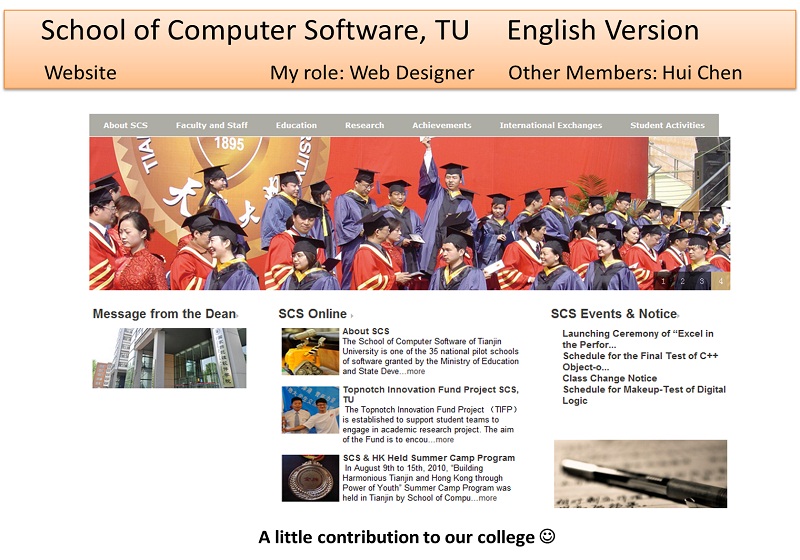 School of Computer Software, TU English Version
Website My role: Web Designer Other Members: Hui Chen
About SCS Faculty and Staff Education Research Achievements International Exchanges Student Activities
1895
1 2 3 4
Message from the Dean
SCS Online
About SCS
The School of Computer Software of Tianjin
University is one of the 35 national pilot schools
of software granted by the Ministry of Education
and State Deve...more
Topnotch Innovation Fund Project SCS,
TU
The Topnotch Innovation Fund Project （TIFP）
is established to support student teams to
engage in academic research project. The aim
of the Fund is to encou...more
SCS & HK Held Summer Camp Program
In August 9th to 15th, 2010, "Building
Harmonious Tianjin and Hong Kong through
Power of Youth" Summer Camp Program was
held in Tianjin by School of Compu...more
SCS Events & Notice
Launching Ceremony of “Excel in
the Perfor...
Schedule for the Final Test of C++
Object-o...
Class Change Notice
Schedule for Makeup-Test of Digital
Logic
A little contribution to our college ☺